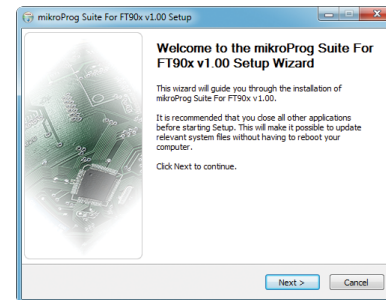 mikroProg Suite For FT90x v1.00 Setup
Welcome to the mikroProg Suite For
FT90x v1.00 Setup Wizard
This wizard will guide you through the installation of
mikroProg Suite For FT90x v1.00.
It is recommended that you close all other applications
before starting Setup. This will make it possible to update
relevant system files without having to reboot your
computer.
Click Next to continue.
Next >
Cancel